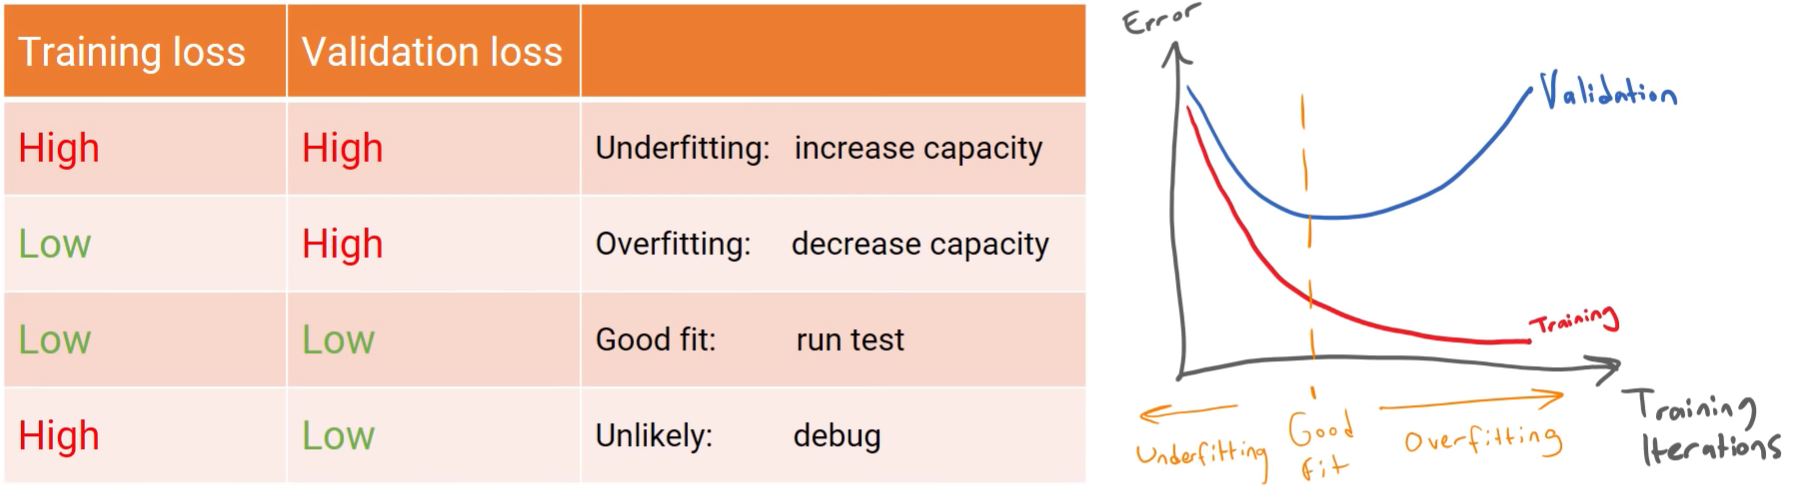 Training loss Validation loss
High High Underfitting: increase capacity
Low High Overfitting: decrease capacity
Low Low Good fit: run test
High Low Unlikely: debug
Error
Validation
Training
Training
Iterations
Underfitting
Good
fit
Overfitting